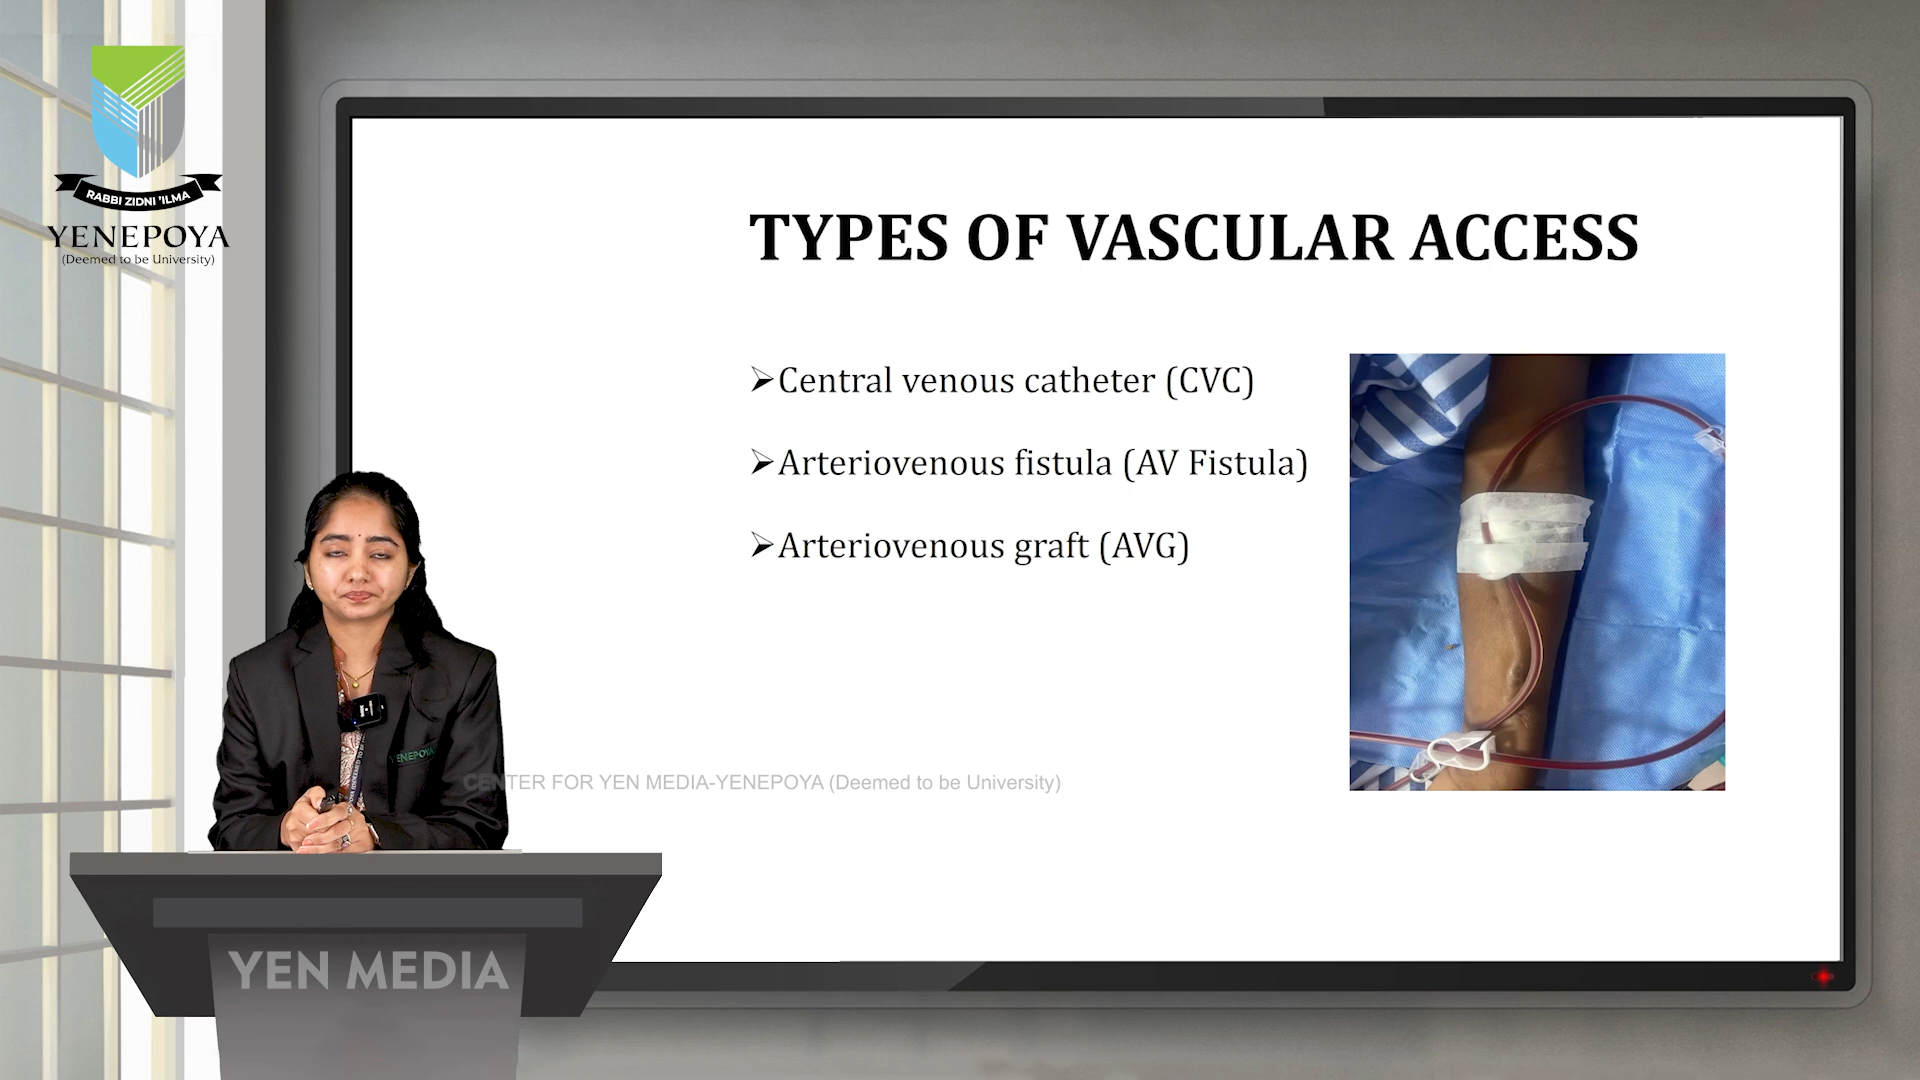 RABBI ZIDNI 'ILMA
YENEPOYA
(Deemed to be University)
TYPES OF VASCULAR ACCESS
➢Central venous catheter (CVC)
➢Arteriovenous fistula (AV Fistula)
➢Arteriovenous graft (AVG)
YENEPOYA
CENTER FOR YEN MEDIA-YENEPOYA (Deemed to be University)
YEN MEDIA